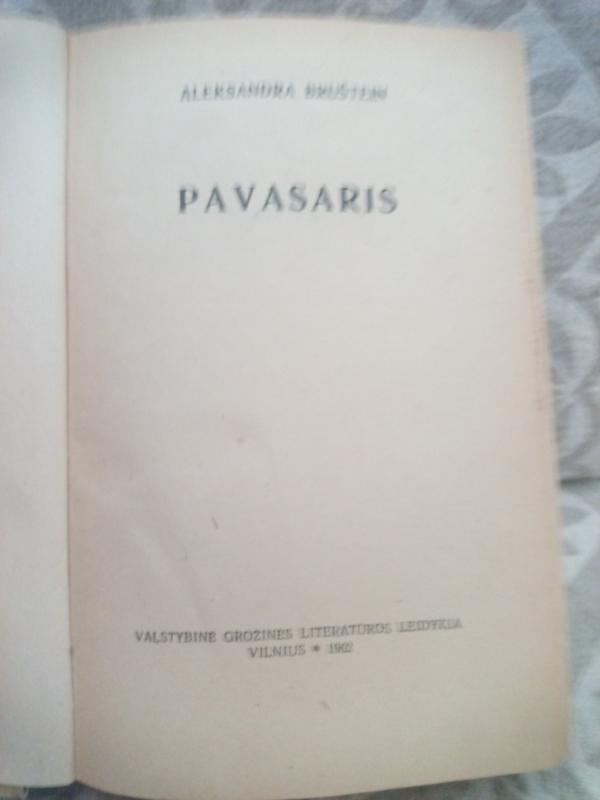 ALEKSANDRA BRUŠTEIN
PAVASARIS
VALSTYBINĖ GROŽINĖS LITERATŪROS LEIDYKLA
VILNIUS * 1962